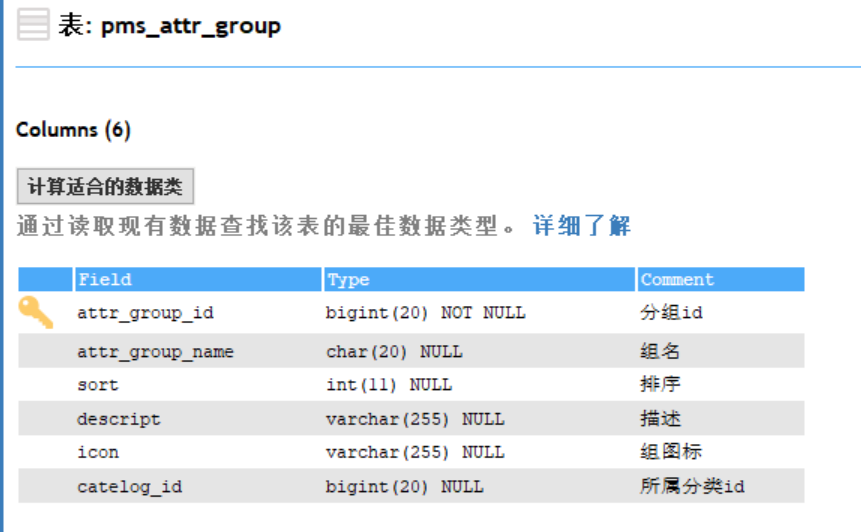 表: pms_attr_group
Columns (6)
计算适合的数据类
通过读取现有数据查找该表的最佳数据类型。 详细了解
Field Type Comment
attr_group_id bigint(20) NOT NULL 分组id
attr_group_name char(20) NULL 组名
sort int(11) NULL 排序
descript varchar(255) NULL 描述
icon varchar(255) NULL 组图标
catelog_id bigint(20) NULL 所属分类id